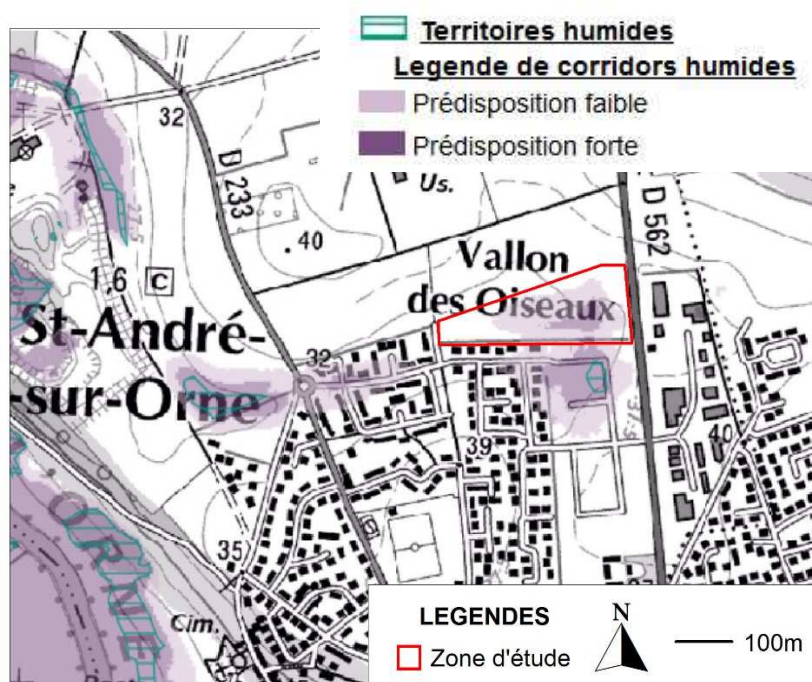 Territoires humides
Legende de corridors humides
Prédisposition faible
Prédisposition forte
32
D 233
Us.
D 562
40
Vallon
des Oiseaux
1,6
C
St-André-
-sur-Orne
32
39
40
35
ORNE
Cim.
LEGENDES
Zone d'étude
N
100m